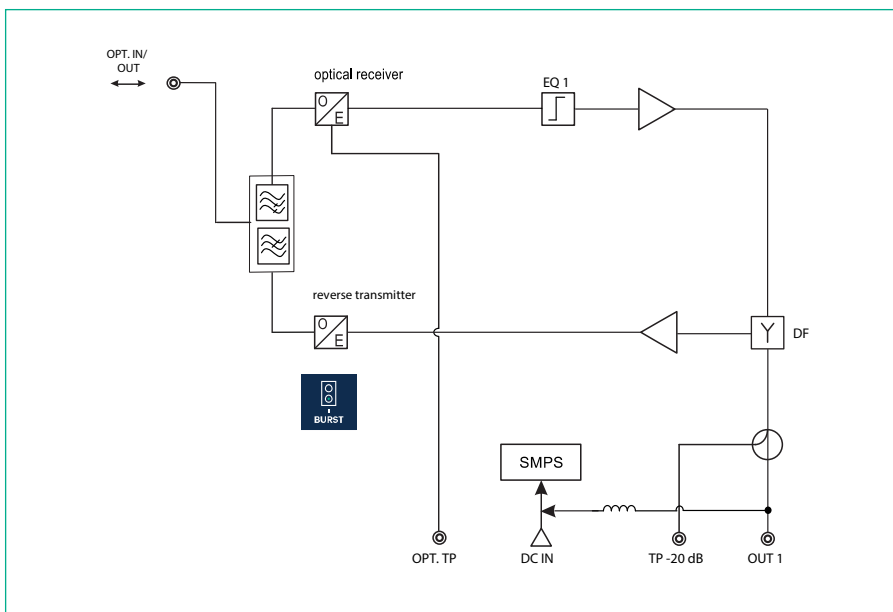 OPT. IN/
OUT
optical receiver
O
E
EQ 1
reverse transmitter
O
E
DF
BURST
SMPS
OPT. TP
DC IN
TP -20 dB
OUT 1